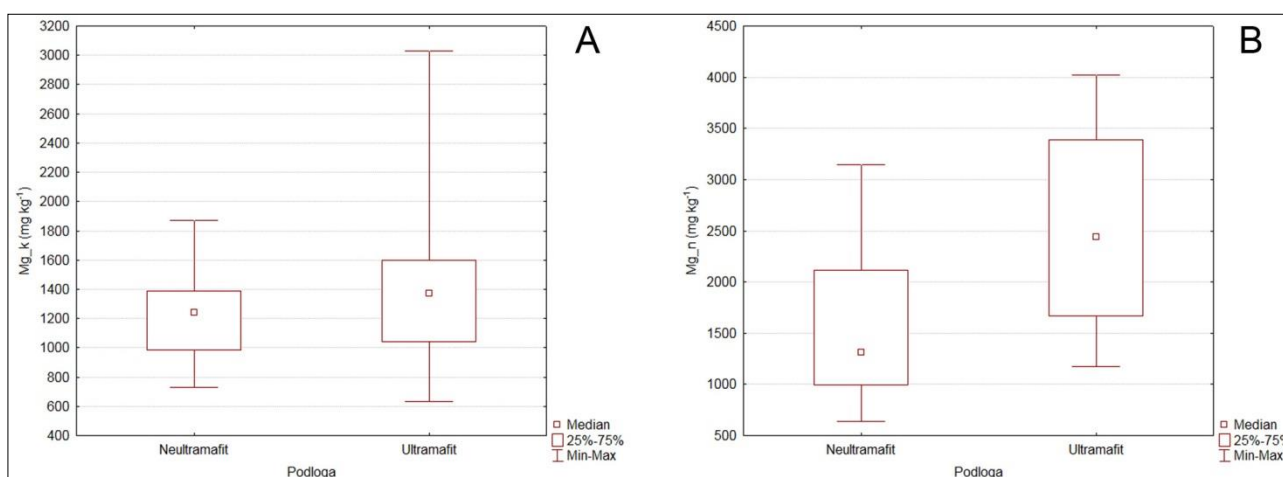 A
3200
3000
2800
2600
2400
2200
2000
1800
1600
1400
1200
1000
800
600
400
Mg_k (mg kg⁻¹)
Neultramafit Ultramafit
Podloga
Median
25%-75%
Min-Max
B
4500
4000
3500
3000
2500
2000
1500
1000
500
Mg_n (mg kg⁻¹)
Neultramafit Ultramafit
Podloga
Median
25%-75%
Min-Max